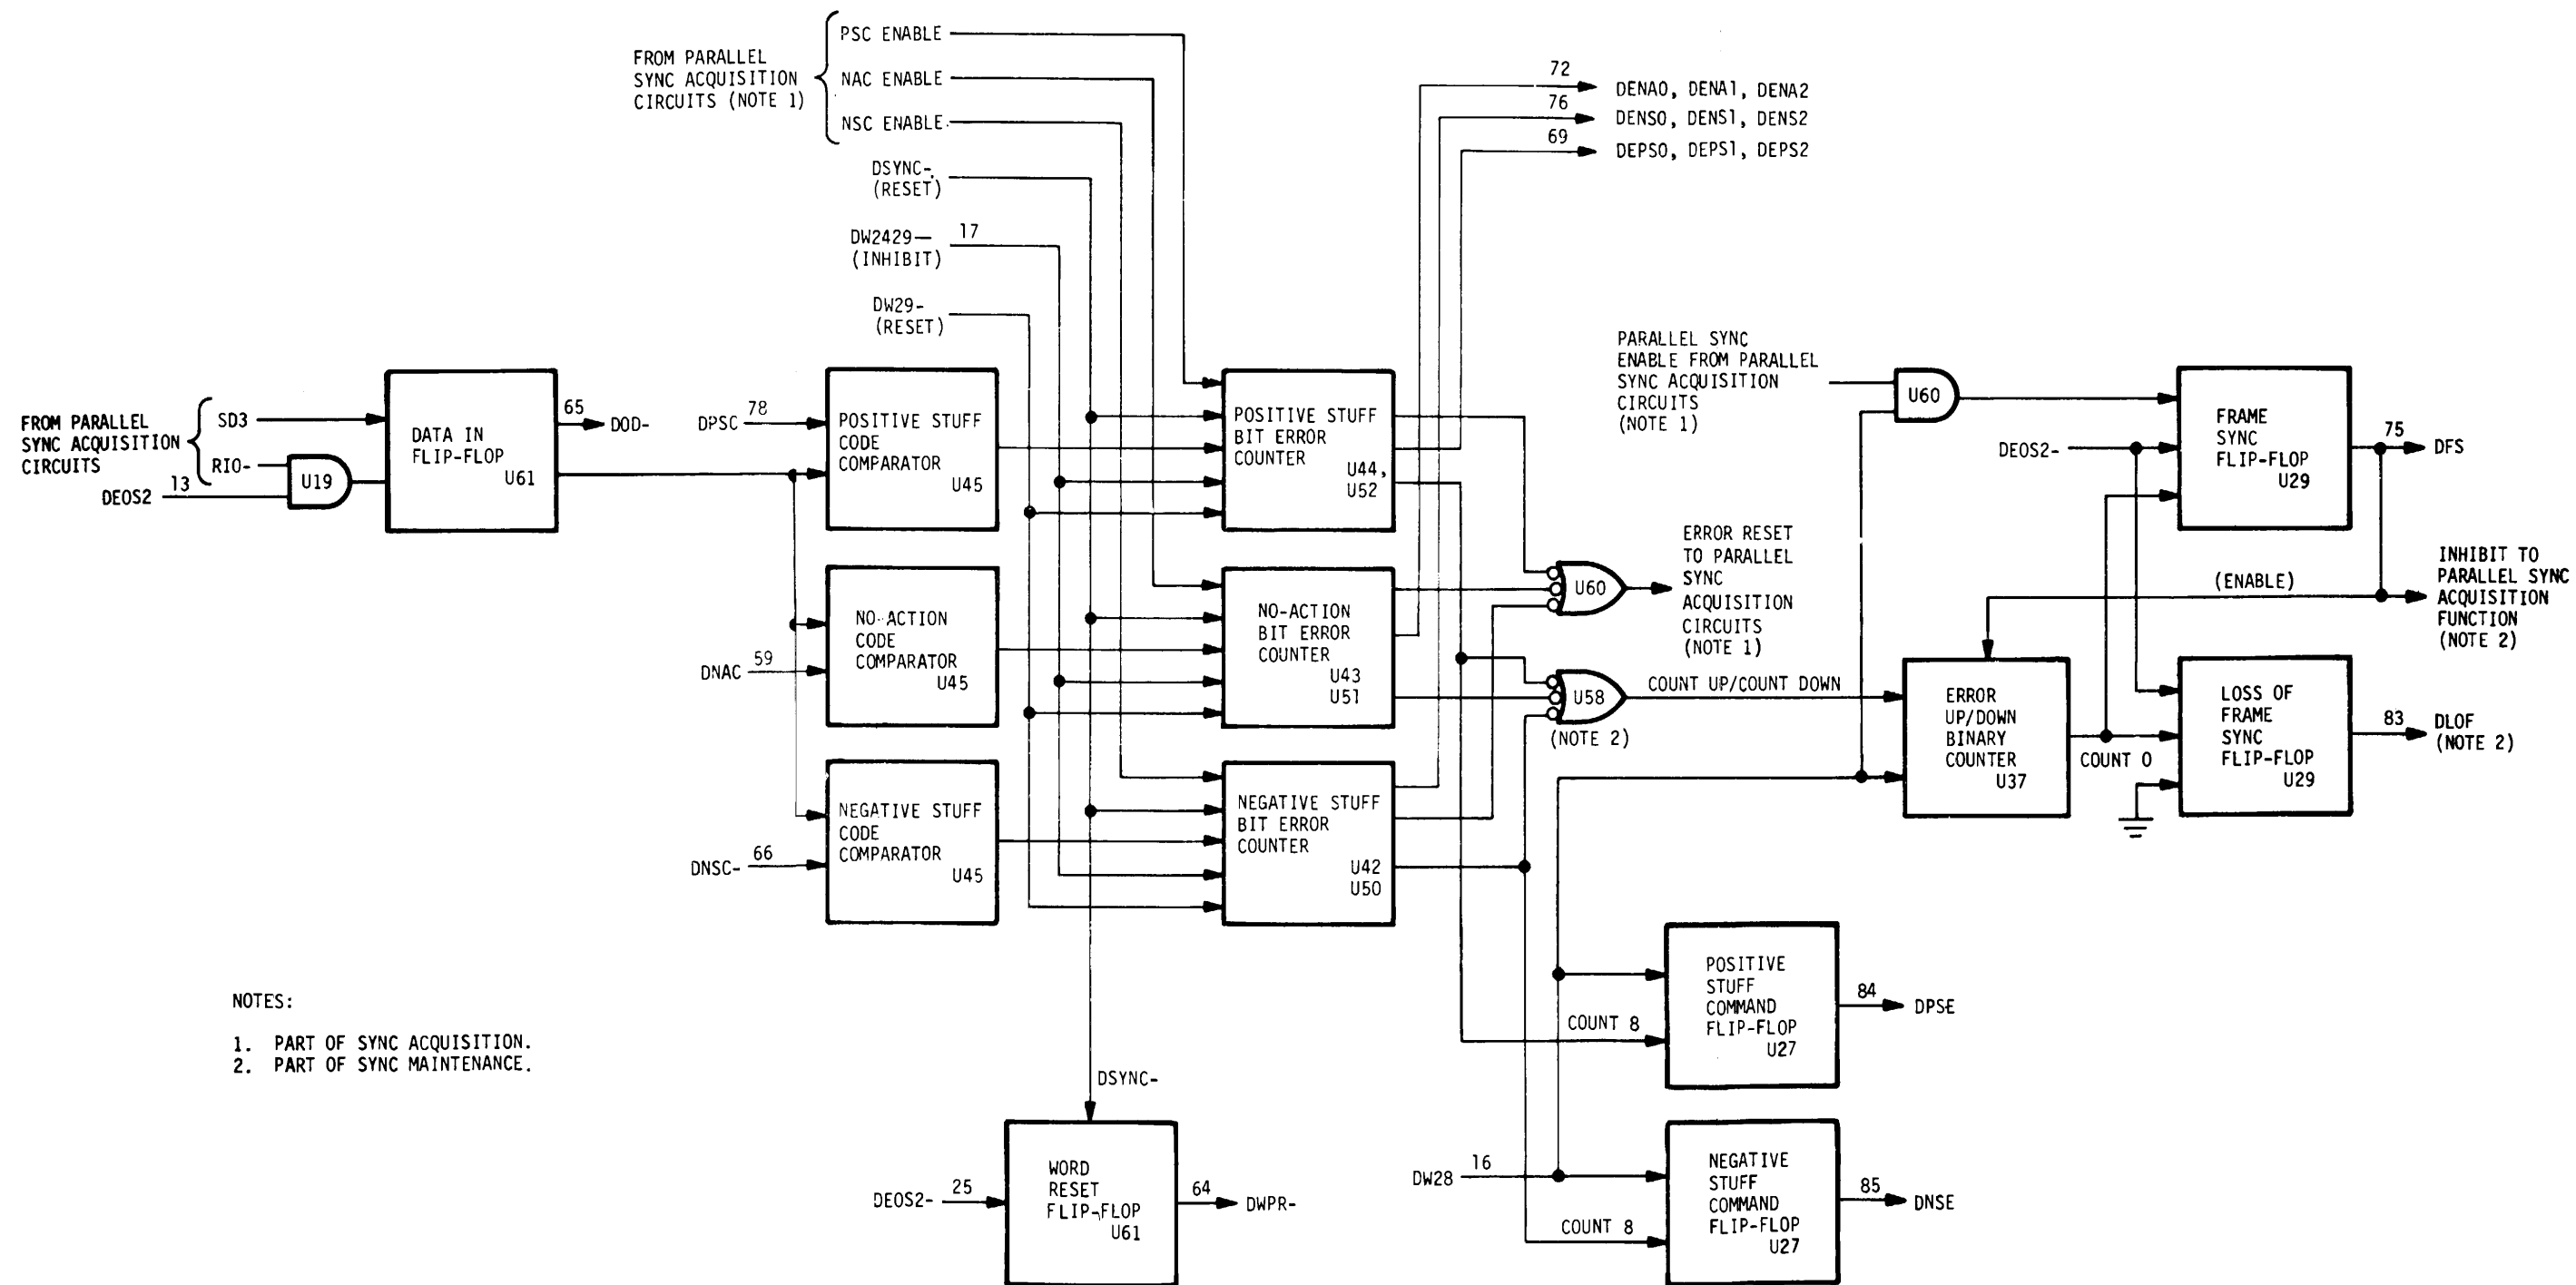 FROM PARALLEL
SYNC ACQUISITION
CIRCUITS (NOTE 1)
PSC ENABLE
NAC ENABLE
NSC ENABLE
DSYNC-
(RESET)
DW2429—
17
(INHIBIT)
DW29-
(RESET)
72
DENA0, DENA1, DENA2
76
DENS0, DENS1, DENS2
69
DEPS0, DEPS1, DEPS2
FROM PARALLEL
SYNC ACQUISITION
CIRCUITS
SD3
RIO-
DEOS2
13
U19
DATA IN
FLIP-FLOP
U61
65
DOD-
DPSC
78
POSITIVE STUFF
CODE
COMPARATOR
U45
DNAC
59
NO-ACTION
CODE
COMPARATOR
U45
DNSC-
66
NEGATIVE STUFF
CODE
COMPARATOR
U45
POSITIVE STUFF
BIT ERROR
COUNTER
U44,
U52
NO-ACTION
BIT ERROR
COUNTER
U43
U51
NEGATIVE STUFF
BIT ERROR
COUNTER
U42
U50
U60
ERROR RESET
TO PARALLEL
SYNC
ACQUISITION
CIRCUITS
(NOTE 1)
U58
(NOTE 2)
COUNT UP/COUNT DOWN
PARALLEL SYNC
ENABLE FROM PARALLEL
SYNC ACQUISITION
CIRCUITS
(NOTE 1)
U60
DEOS2-
FRAME
SYNC
FLIP-FLOP
U29
75
DFS
(ENABLE)
INHIBIT TO
PARALLEL SYNC
ACQUISITION
FUNCTION
(NOTE 2)
ERROR
UP/DOWN
BINARY
COUNTER
U37
COUNT 0
LOSS OF
FRAME
SYNC
FLIP-FLOP
U29
83
DLOF
(NOTE 2)
POSITIVE
STUFF
COMMAND
FLIP-FLOP
U27
COUNT 8
84
DPSE
DW28
16
NEGATIVE
STUFF
COMMAND
FLIP-FLOP
U27
COUNT 8
85
DNSE
DSYNC-
DEOS2-
25
WORD
RESET
FLIP-FLOP
U61
64
DWPR-
NOTES:
1. PART OF SYNC ACQUISITION.
2. PART OF SYNC MAINTENANCE.